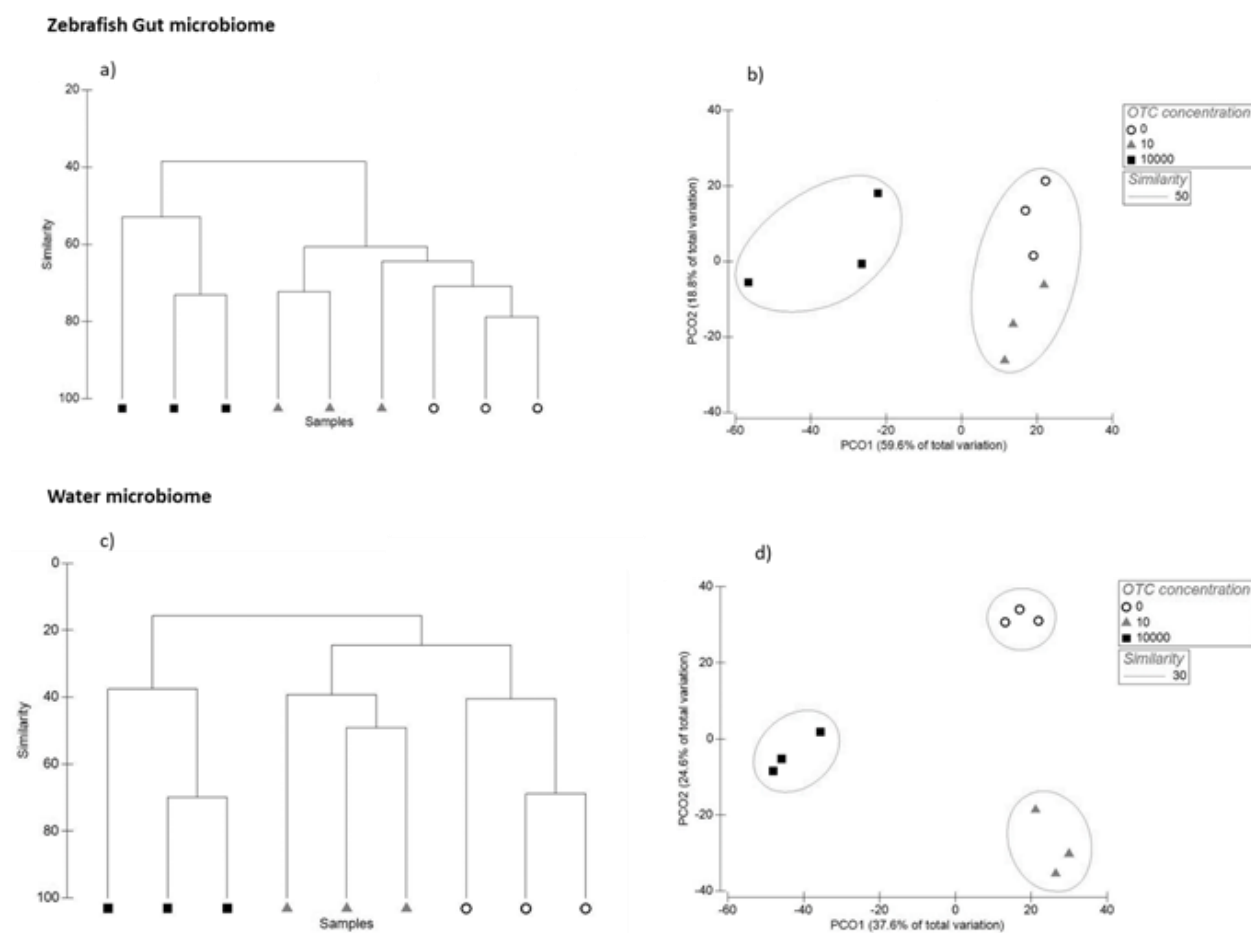 Zebrafish Gut microbiome
a)
20
40
60
80
100
Similarity
Samples
b)
40
20
0
-20
-40
PCO2 (18.8% of total variation)
-60
-40
-20
0
20
40
PCO1 (59.6% of total variation)
OTC concentration
0
10
10000
Similarity
50
Water microbiome
c)
0
20
40
60
80
100
Similarity
Samples
d)
40
20
0
-20
-40
PCO2 (24.6% of total variation)
-60
-40
-20
0
20
40
PCO1 (37.6% of total variation)
OTC concentration
0
10
10000
Similarity
30